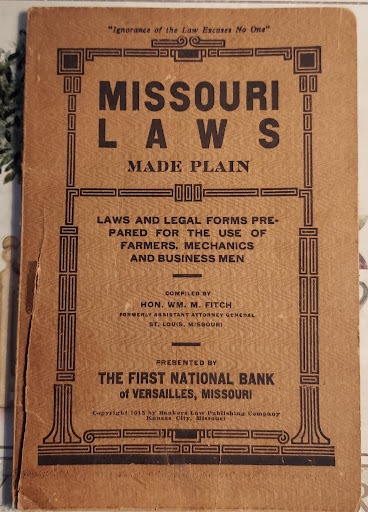 "Ignorance of the Law Excuses No One"
MISSOURI
LAWS
MADE PLAIN
LAWS AND LEGAL FORMS PRE-
PARED FOR THE USE OF
FARMERS, MECHANICS
AND BUSINESS MEN
COMPILED BY
HON. WM. M. FITCH
FORMERLY ASSISTANT ATTORNEY GENERAL
ST. LOUIS, MISSOURI
PRESENTED BY
THE FIRST NATIONAL BANK
of VERSAILLES, MISSOURI
Copyright 1915 by Bankers Law Publishing Company
Kansas City, Missouri